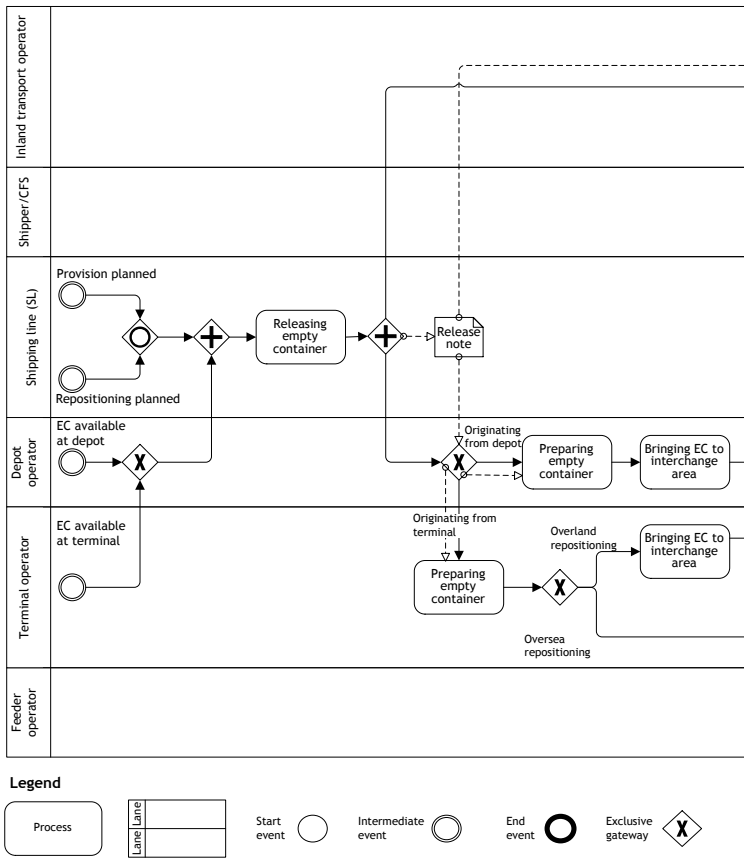 Inland transport operator
Shipper/CFS
Shipping line (SL)
Provision planned
Repositioning planned
Releasing
empty
container
Release
note
Depot
operator
EC available
at depot
X
Originating
from depot
X
Preparing
empty
container
Bringing EC to
interchange
area
Terminal operator
EC available
at terminal
Originating from
terminal
Preparing
empty
container
X
Overland
repositioning
Bringing EC to
interchange
area
Oversea
repositioning
Feeder
operator
Legend
Process
Lane
Lane
Start
event
Intermediate
event
End
event
Exclusive
gateway
X